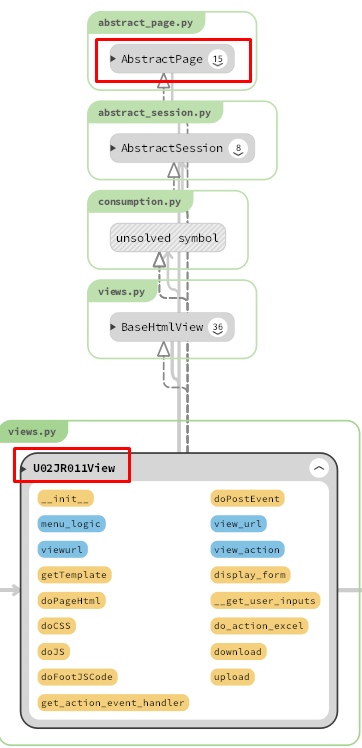 abstract_page.py
AbstractPage 15
abstract_session.py
AbstractSession 8
consumption.py
unsolved symbol
views.py
BaseHtmlView 36
views.py
U02JR011View
__init__ doPostEvent
menu_logic view_url
viewurl view_action
getTemplate display_form
doPageHtml __get_user_inputs
doCSS do_action_excel
doJS download
doFootJSCode upload
get_action_event_handler